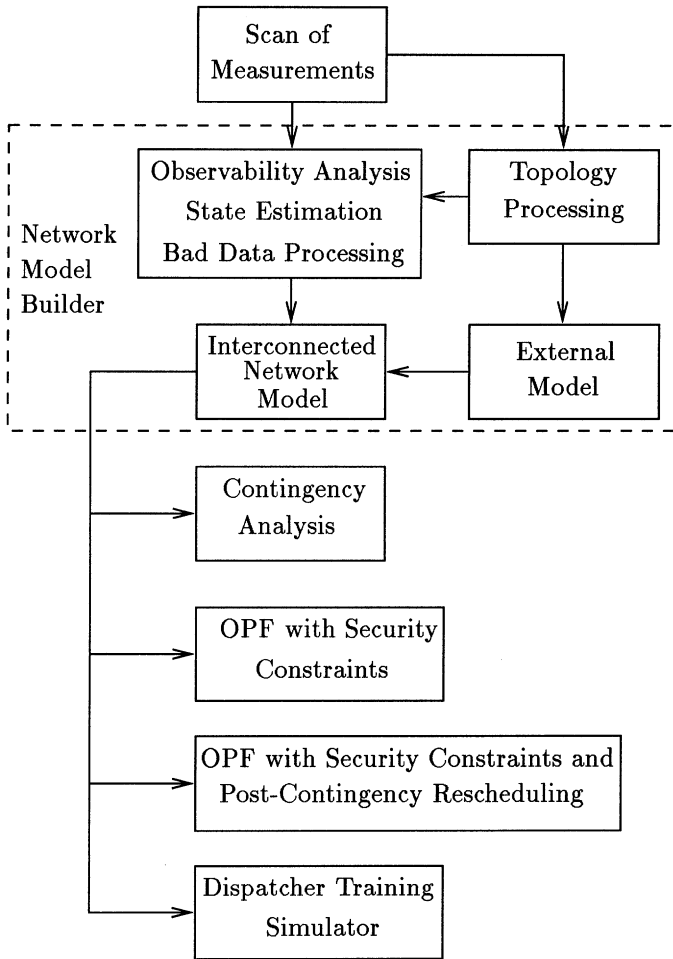 Scan of
Measurements
Observability Analysis
State Estimation
Bad Data Processing
Topology
Processing
Network
Model
Builder
Interconnected
Network
Model
External
Model
Contingency
Analysis
OPF with Security
Constraints
OPF with Security Constraints and
Post-Contingency Rescheduling
Dispatcher Training
Simulator